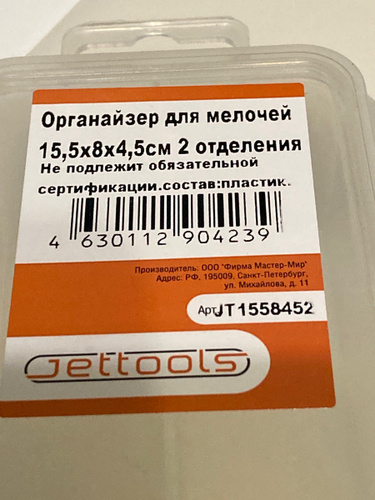 Органайзер для мелочей
15,5х8х4,5см 2 отделения
Не подлежит обязательной
сертификации.состав:пластик.
4 630112 904239
Производитель: ООО "Фирма Мастер-Мир"
Адрес: РФ, 195009, Санкт-Петербург,
ул. Михайлова, д. 11
Арт.JT1558452
Jettools